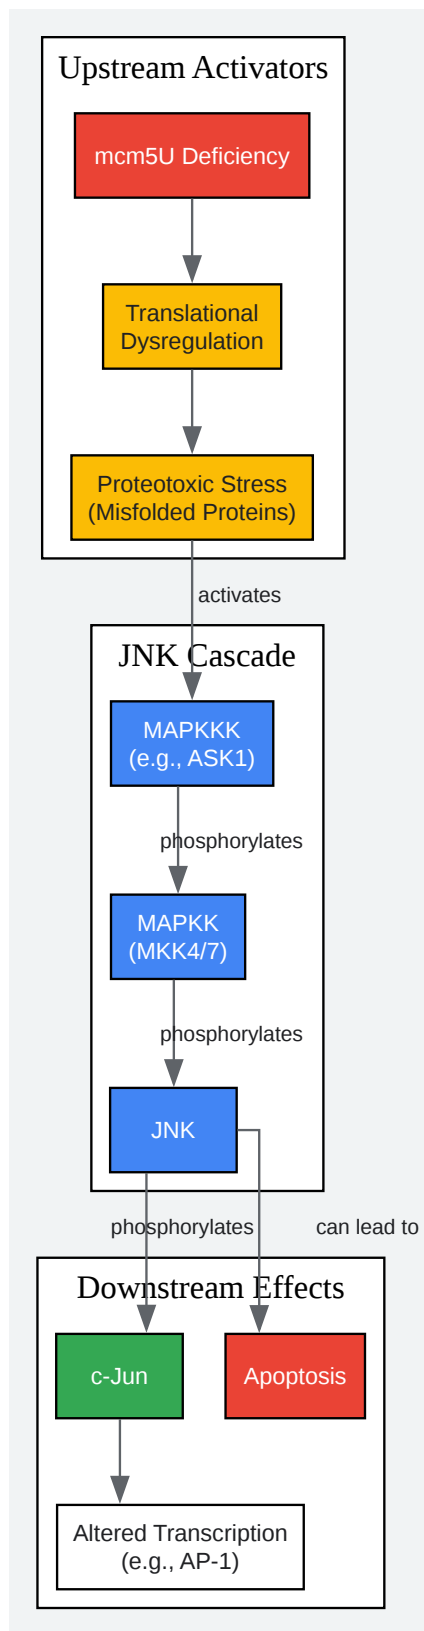 Upstream Activators
mcm5U Deficiency
Translational
Dysregulation
Proteotoxic Stress
(Misfolded Proteins)
activates
JNK Cascade
MAPKKK
(e.g., ASK1)
phosphorylates
MAPKK
(MKK4/7)
phosphorylates
JNK
phosphorylates
can lead to
Downstream Effects
c-Jun
Apoptosis
Altered Transcription
(e.g., AP-1)